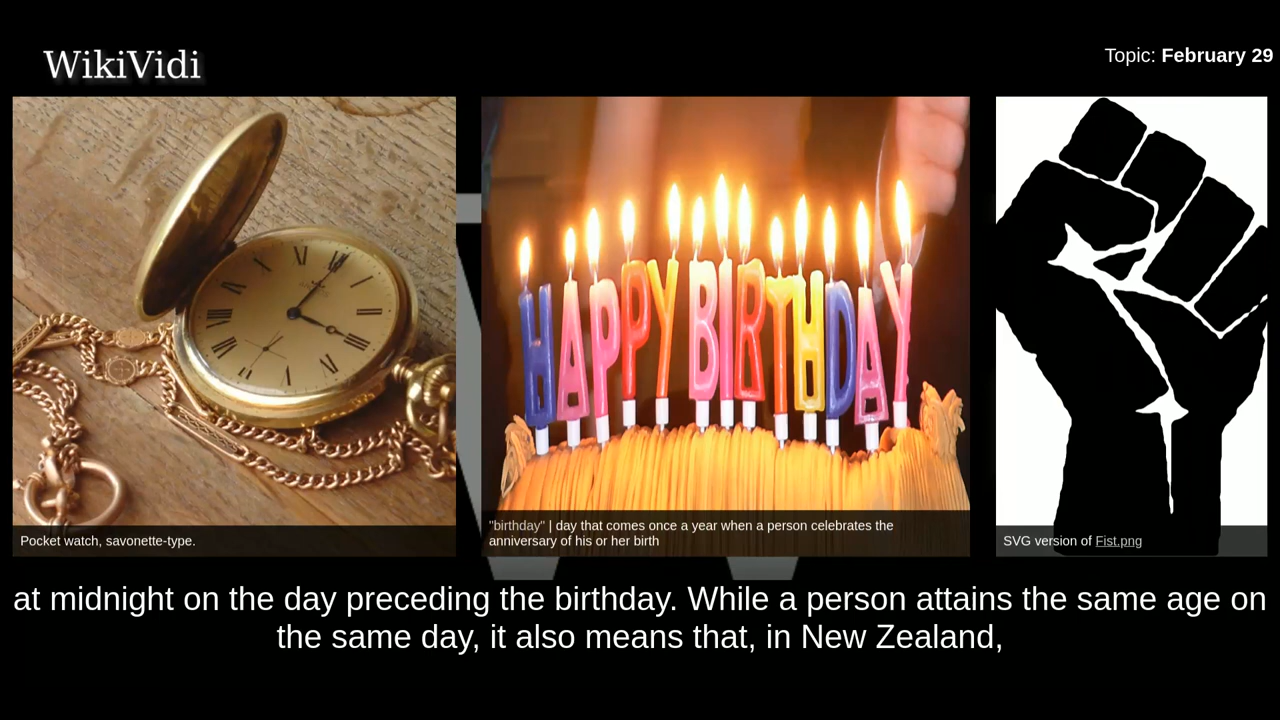 WikiVidi
Topic: February 29
HAPPY BIRTHDAY
Pocket watch, savonette-type.
"birthday" | day that comes once a year when a person celebrates the
anniversary of his or her birth
SVG version of Fist.png
at midnight on the day preceding the birthday. While a person attains the same age on
the same day, it also means that, in New Zealand,